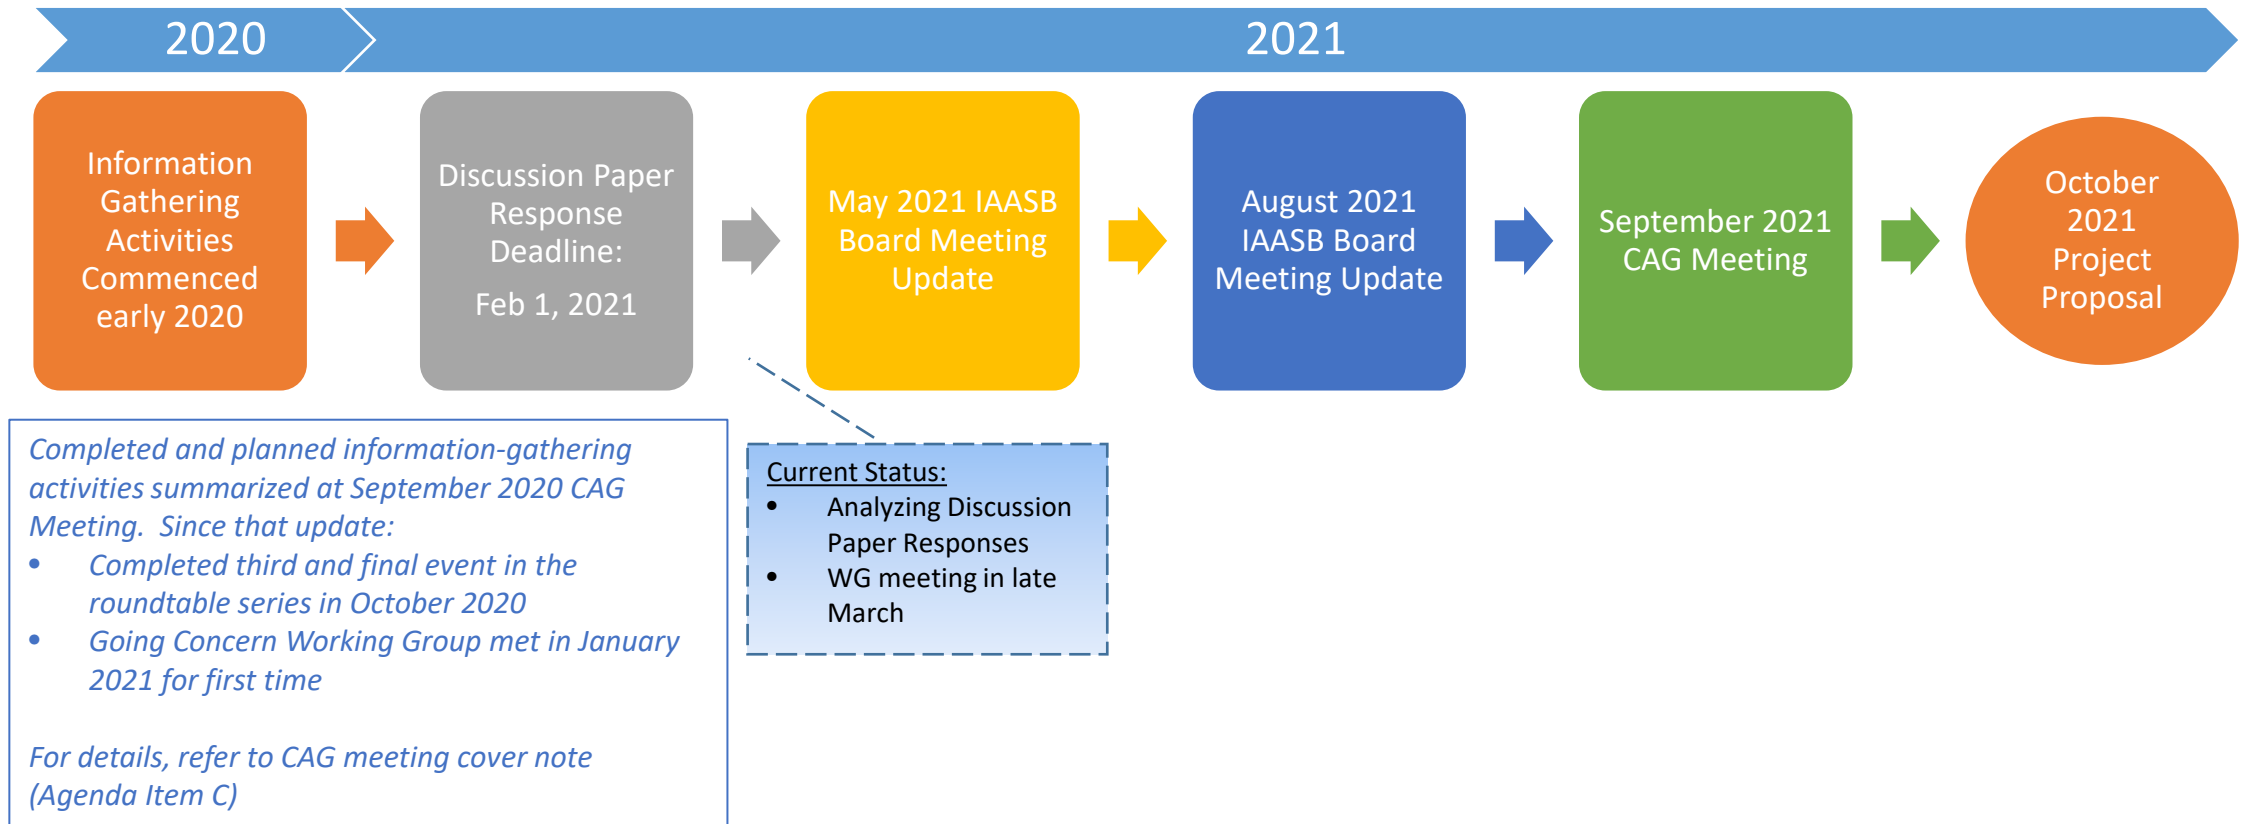 2020
2021
Information
Gathering
Activities
Commenced
early 2020
Discussion Paper
Response
Deadline:
Feb 1, 2021
May 2021 IAASB
Board Meeting
Update
August 2021
IAASB Board
Meeting Update
September 2021
CAG Meeting
October
2021
Project
Proposal
Completed and planned information-gathering
activities summarized at September 2020 CAG
Meeting.  Since that update:
• Completed third and final event in the
roundtable series in October 2020
• Going Concern Working Group met in January
2021 for first time
For details, refer to CAG meeting cover note
(Agenda Item C)
Current Status:
• Analyzing Discussion
Paper Responses
• WG meeting in late
March